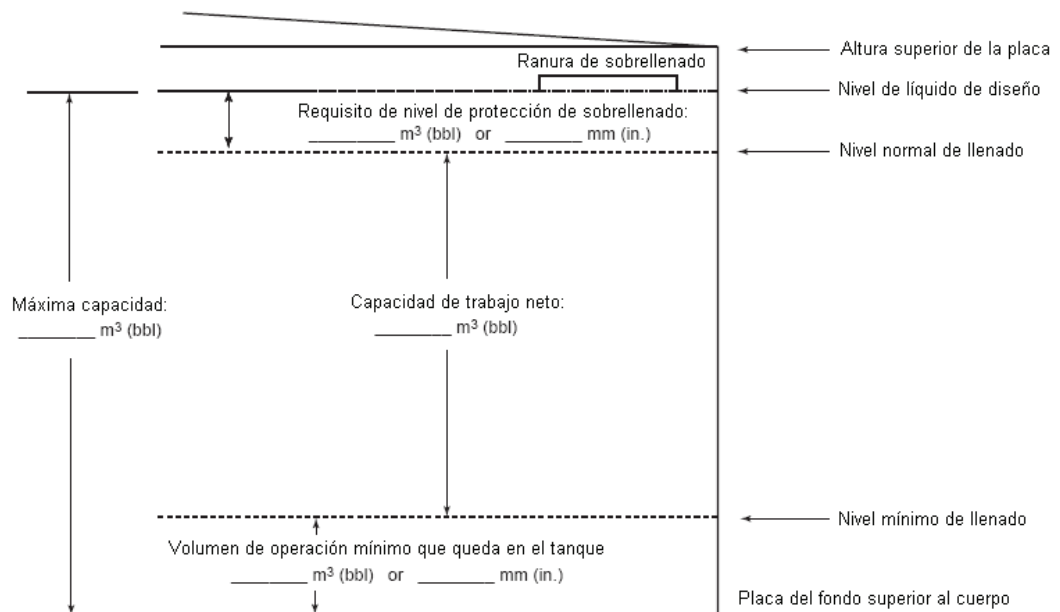 Altura superior de la placa
Ranura de sobrellenado
Nivel de líquido de diseño
Requisito de nivel de protección de sobrellenado:
_________ m³ (bbl) or ________ mm (in.)
Nivel normal de llenado
Máxima capacidad:
________ m³ (bbl)
Capacidad de trabajo neto:
________ m³ (bbl)
Nivel mínimo de llenado
Volumen de operación mínimo que queda en el tanque
________ m³ (bbl) or ________ mm (in.)
Placa del fondo superior al cuerpo